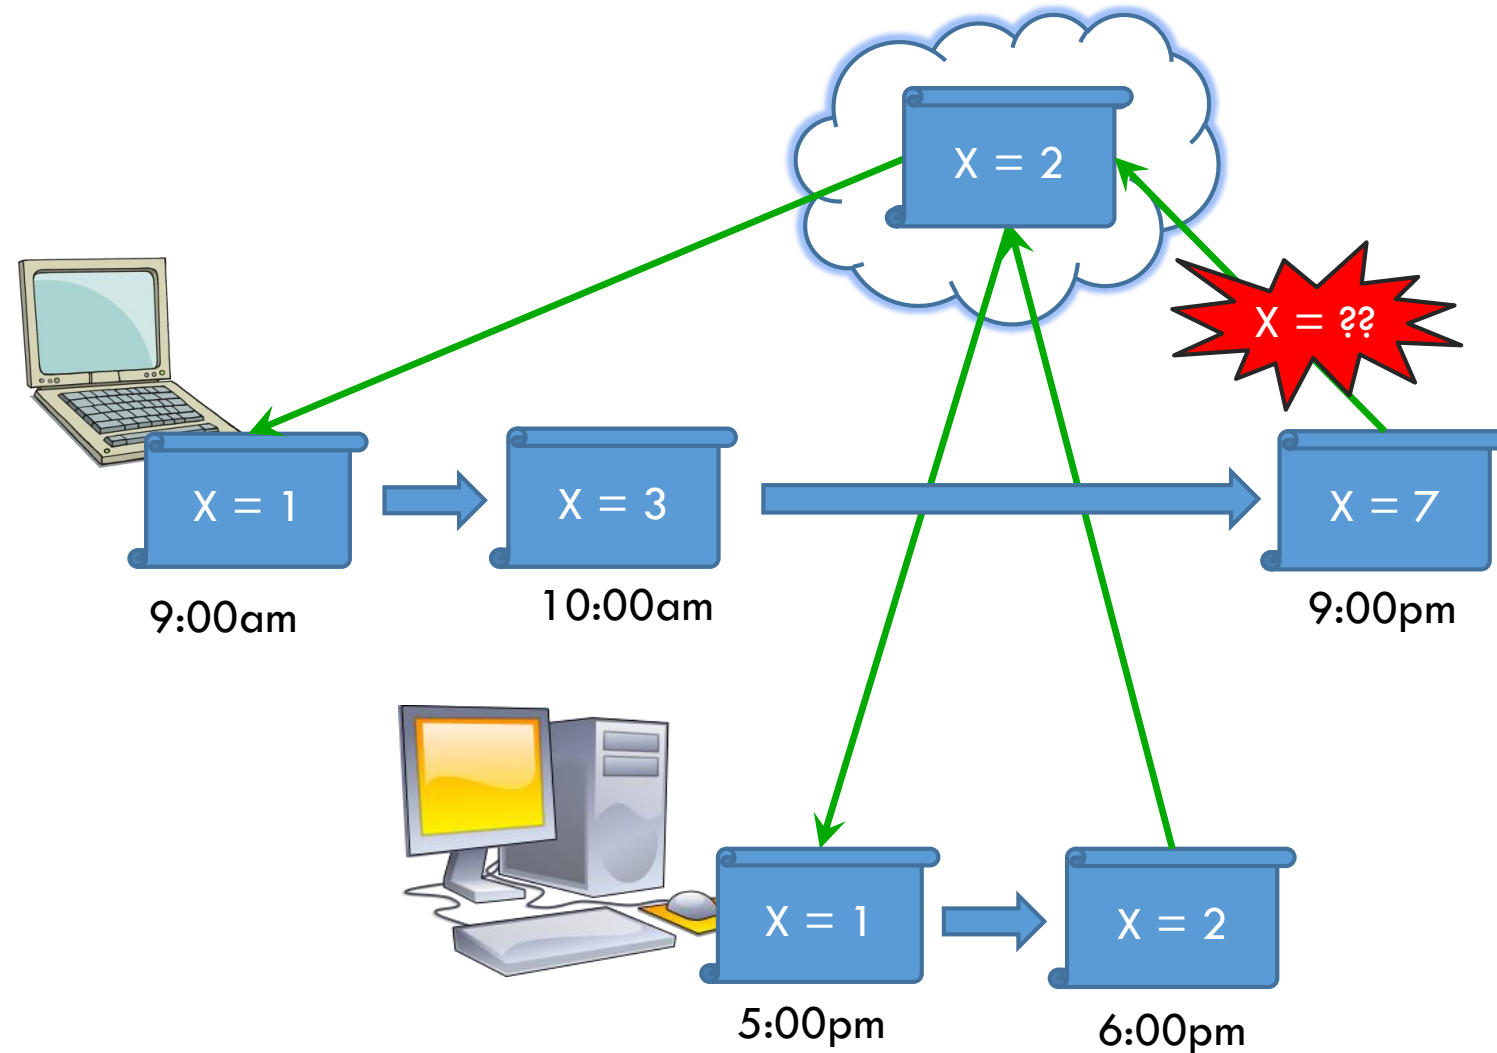 X = 2
X = ??
X = 1
X = 3
X = 7
9:00am
10:00am
9:00pm
X = 1
X = 2
5:00pm
6:00pm